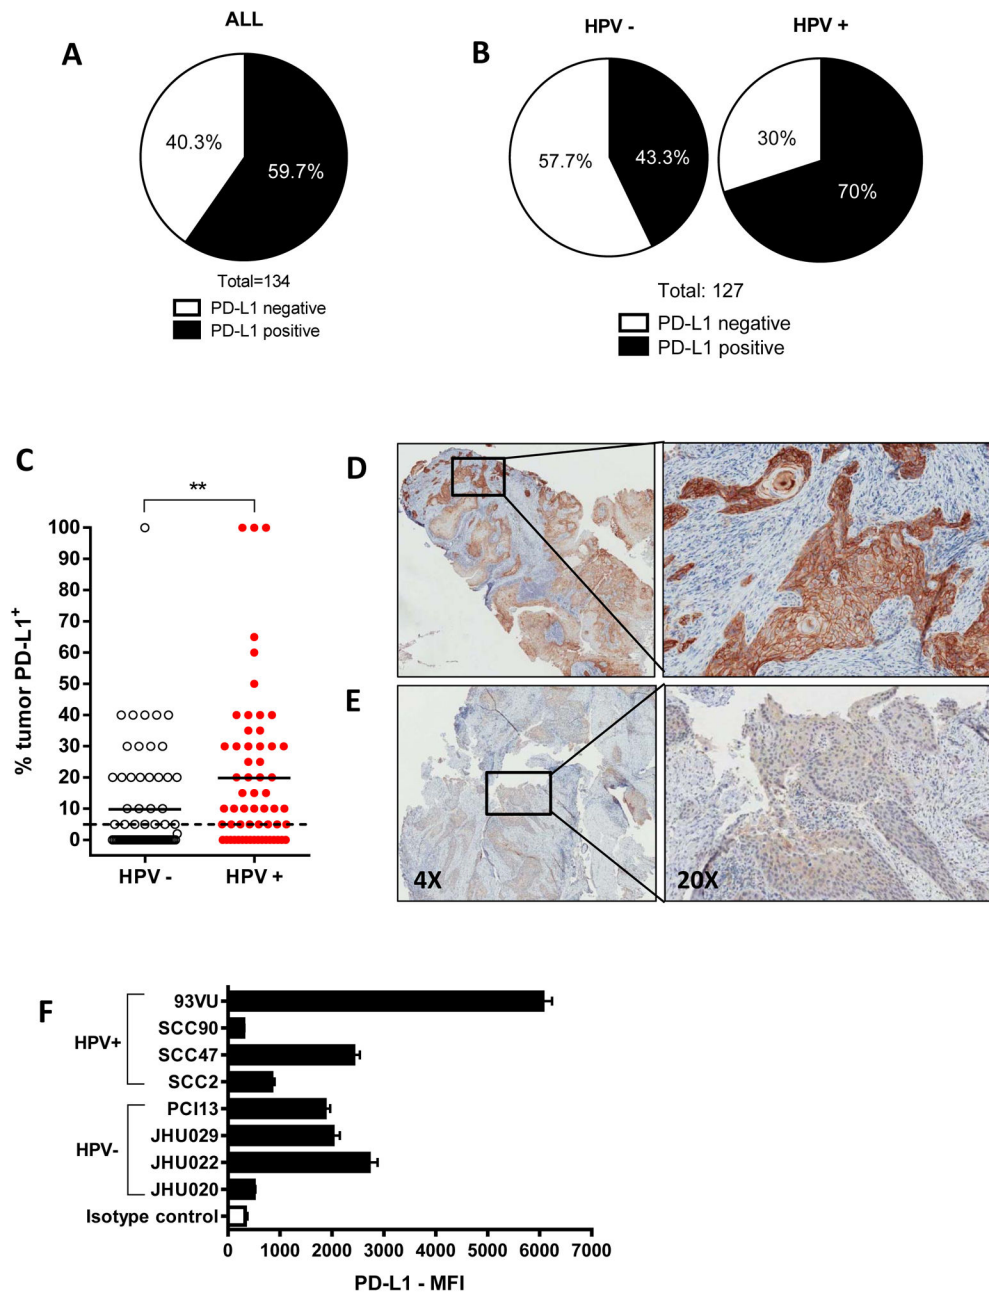 A
ALL
40.3%
59.7%
Total=134
PD-L1 negative
PD-L1 positive
B
HPV -
HPV +
57.7%
43.3%
30%
70%
Total: 127
PD-L1 negative
PD-L1 positive
C
**
% tumor PD-L1+
100
90
80
70
60
50
40
30
20
10
0
HPV -
HPV +
D
E
4X
20X
F
HPV+
93VU
SCC90
SCC47
SCC2
HPV-
PCI13
JHU029
JHU022
JHU020
Isotype control
0 1000 2000 3000 4000 5000 6000 7000
PD-L1 - MFI